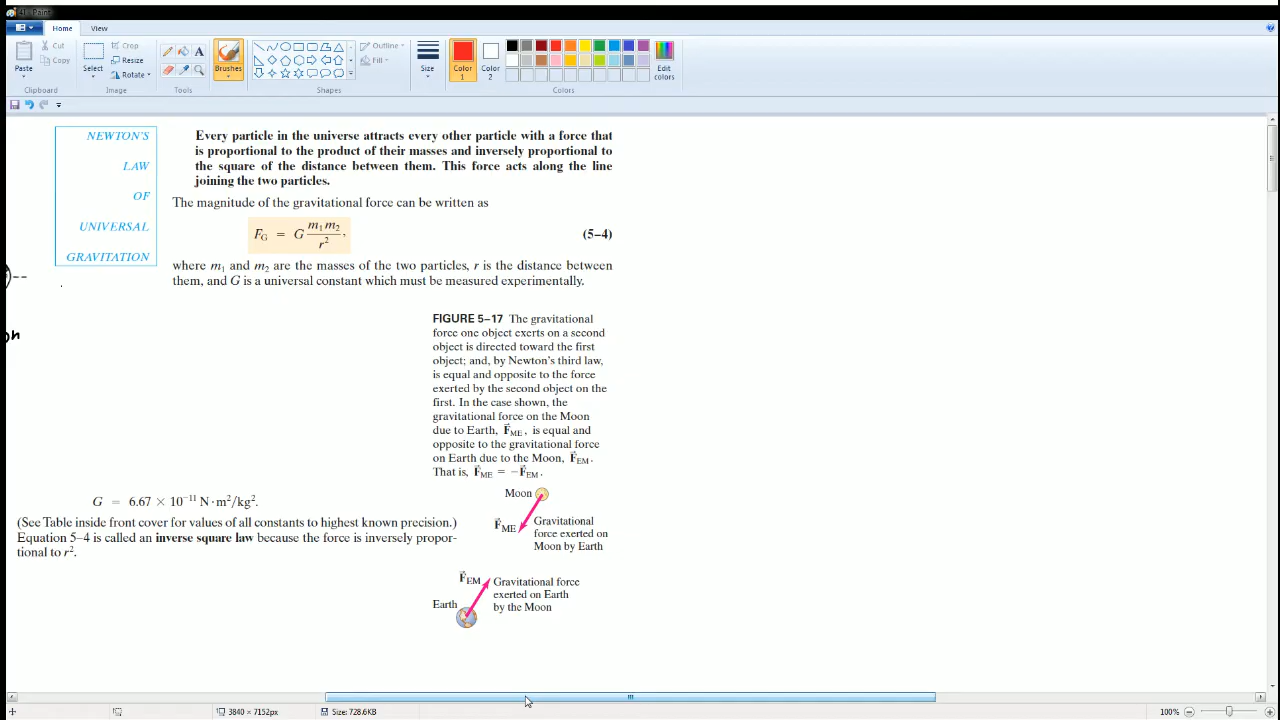 4) - Paint
Home
View
Paste
Cut
Copy
Clipboard
Select
Crop
Resize
Rotate
Image
A
Tools
Brushes
Outline
Fill
Shapes
Size
Color
1
Color
2
Edit
colors
Colors
NEWTON'S
LAW
OF
UNIVERSAL
GRAVITATION
Every particle in the universe attracts every other particle with a force that
is proportional to the product of their masses and inversely proportional to
the square of the distance between them. This force acts along the line
joining the two particles.
The magnitude of the gravitational force can be written as
F_G = G m₁m₂/r², (5–4)
where m₁ and m₂ are the masses of the two particles, r is the distance between
them, and G is a universal constant which must be measured experimentally.
FIGURE 5–17 The gravitational
force one object exerts on a second
object is directed toward the first
object; and, by Newton's third law,
is equal and opposite to the force
exerted by the second object on the
first. In the case shown, the
gravitational force on the Moon
due to Earth, F⃗_ME, is equal and
opposite to the gravitational force
on Earth due to the Moon, F⃗_EM.
That is, F⃗_ME = −F⃗_EM.
G = 6.67 × 10⁻¹¹ N·m²/kg².
(See Table inside front cover for values of all constants to highest known precision.)
Equation 5–4 is called an inverse square law because the force is inversely propor-
tional to r².
Moon
F⃗_ME
Gravitational
force exerted on
Moon by Earth
F⃗_EM
Gravitational force
exerted on Earth
by the Moon
Earth
3840 × 7152px
Size: 728.6KB
100%